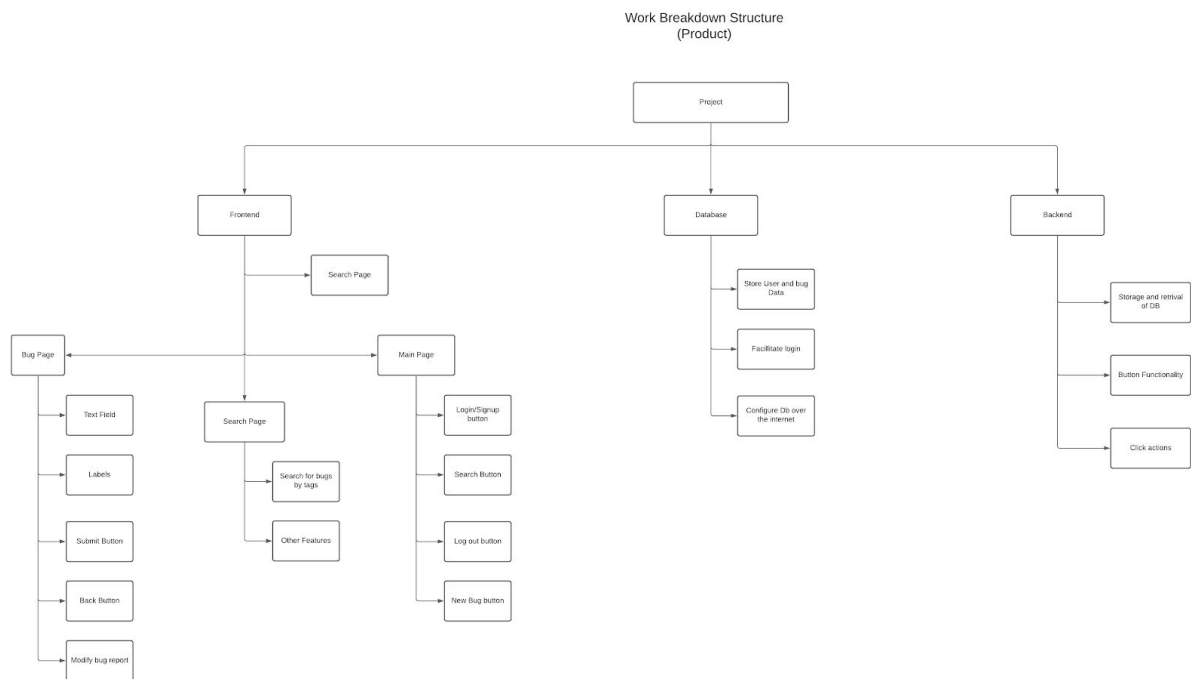 Work Breakdown Structure
(Product)
Project
Frontend
Database
Backend
Search Page
Store User and bug
Data
Storage and retrival
of DB
Bug Page
Main Page
Facillitate login
Button Functionality
Text Field
Search Page
Login/Signup
button
Configure Db over
the internet
Click actions
Labels
Search for bugs
by tags
Search Button
Submit Button
Other Features
Log out button
Back Button
New Bug button
Modify bug report